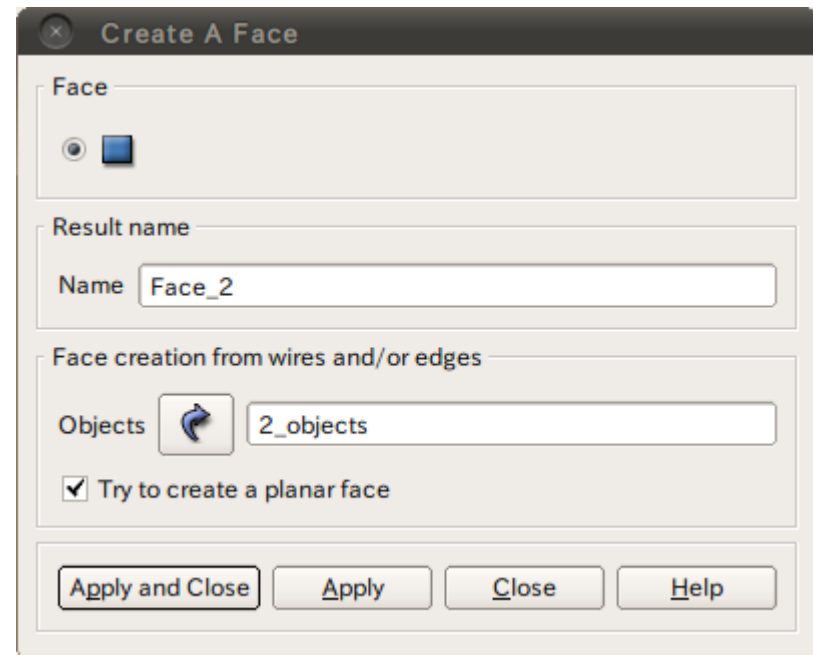 Create A Face
Face
Result name
Name Face_2
Face creation from wires and/or edges
Objects 2_objects
Try to create a planar face
Apply and Close Apply Close Help